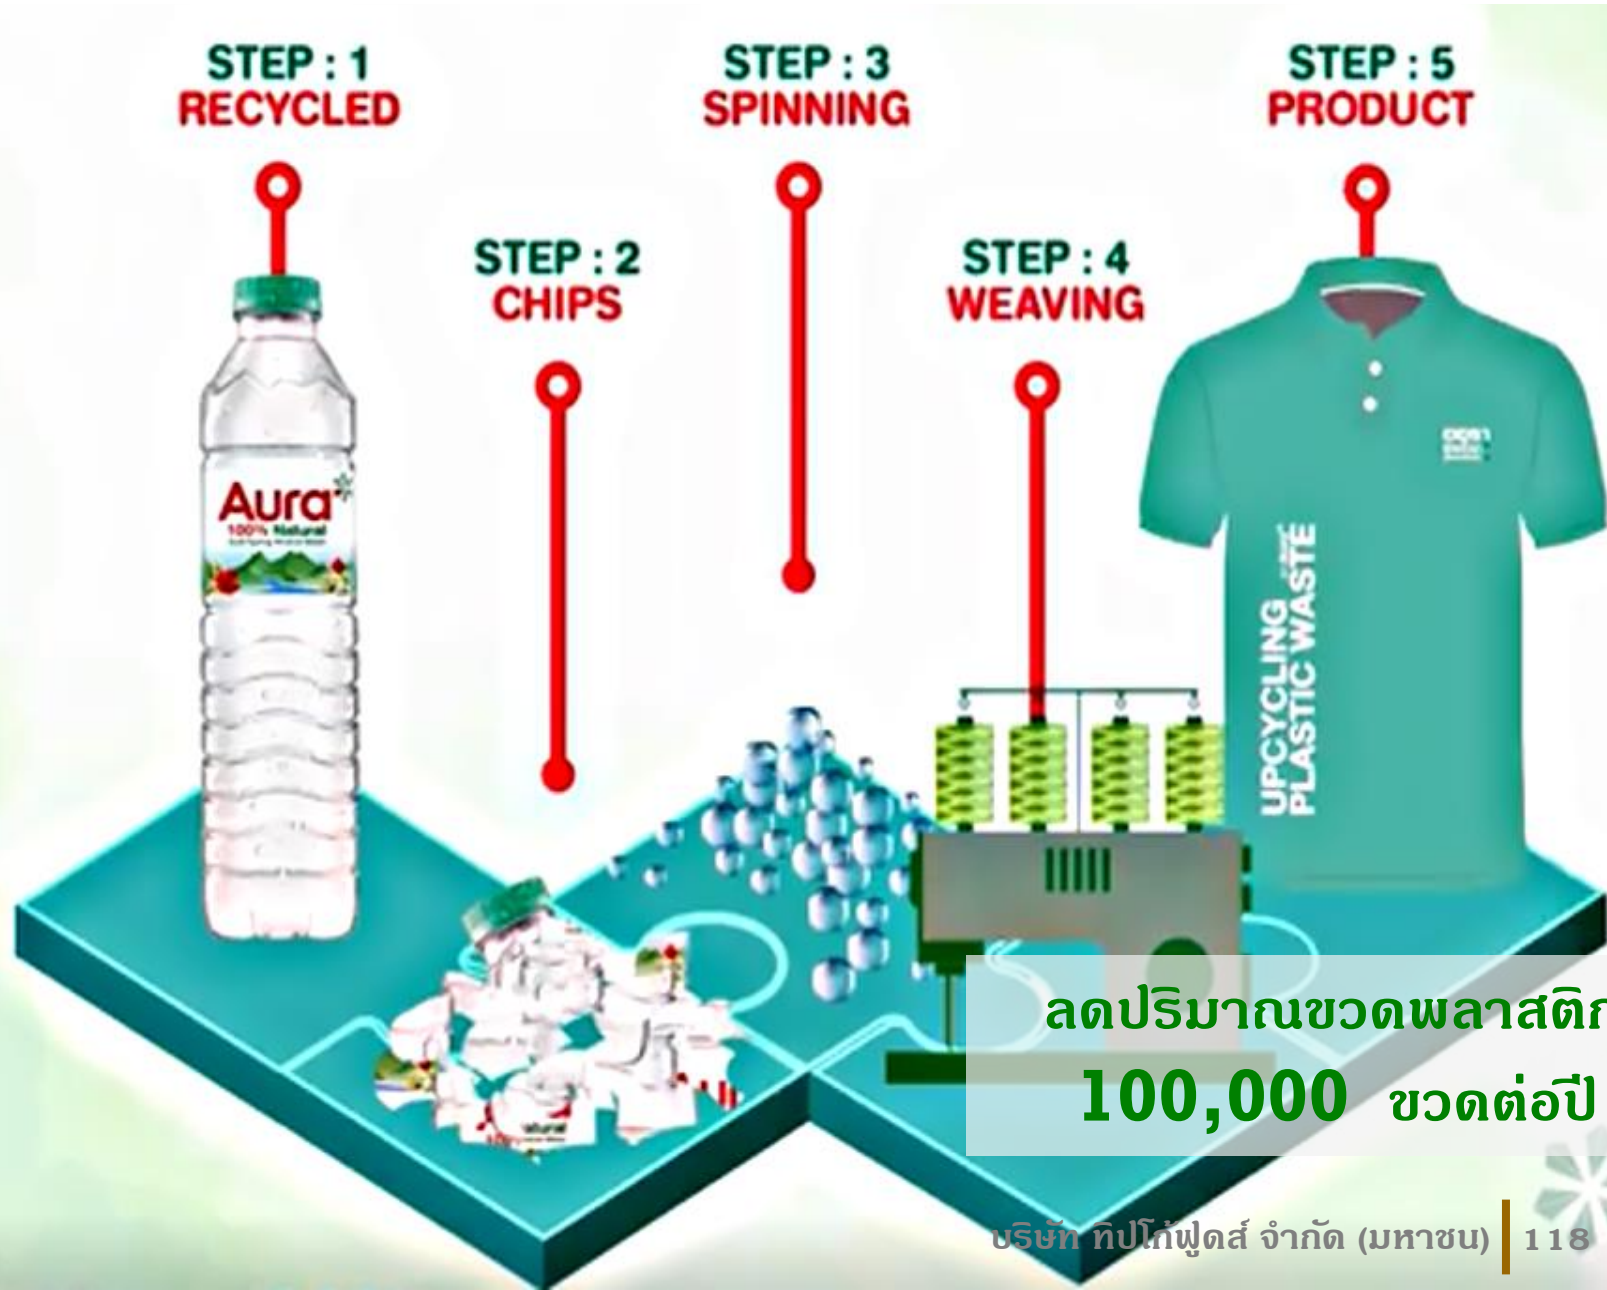 STEP : 1
RECYCLED
STEP : 3
SPINNING
STEP : 5
PRODUCT
STEP : 2
CHIPS
STEP : 4
WEAVING
Aura
100% Natural
UPCYCLING
PLASTIC WASTE
ลดปริมาณขวดพลาสติก
100,000 ขวดต่อปี
บริษัท ทิปโก้ฟูดส์ จำกัด (มหาชน) 118